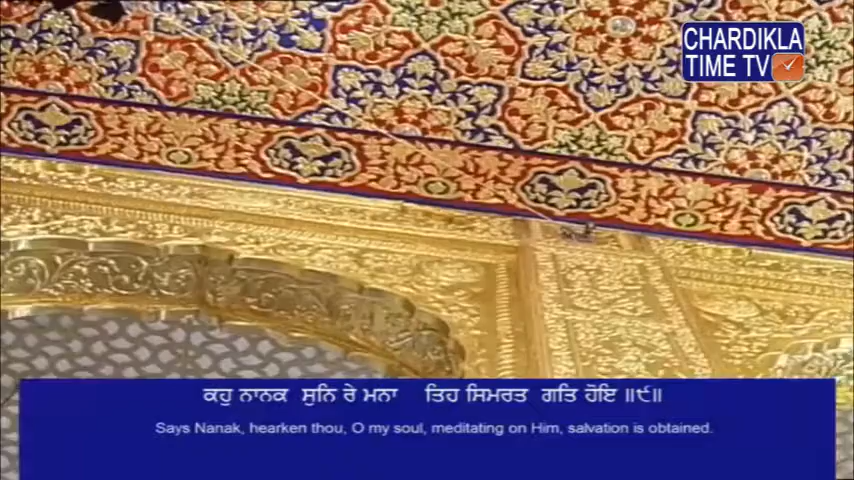 CHARDIKLA
TIME TV
ਕਹੁ ਨਾਨਕ ਸੁਨਿ ਰੇ ਮਨਾ ਤਿਹ ਸਿਮਰਤ ਗਤਿ ਹੋਇ ॥੯॥
Says Nanak, hearken thou, O my soul, meditating on Him, salvation is obtained.